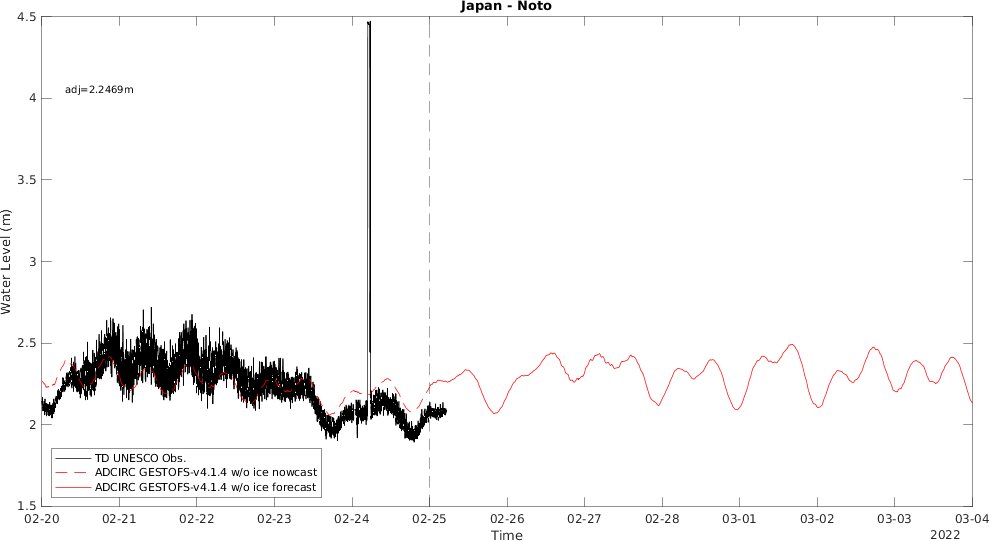 Japan - Noto
4.5
adj=2.2469m
4
3.5
3
2.5
2
1.5
Water Level (m)
TD UNESCO Obs.
ADCIRC GESTOFS-v4.1.4 w/o ice nowcast
ADCIRC GESTOFS-v4.1.4 w/o ice forecast
02-20 02-21 02-22 02-23 02-24 02-25 02-26 02-27 02-28 03-01 03-02 03-03 03-04
Time
2022